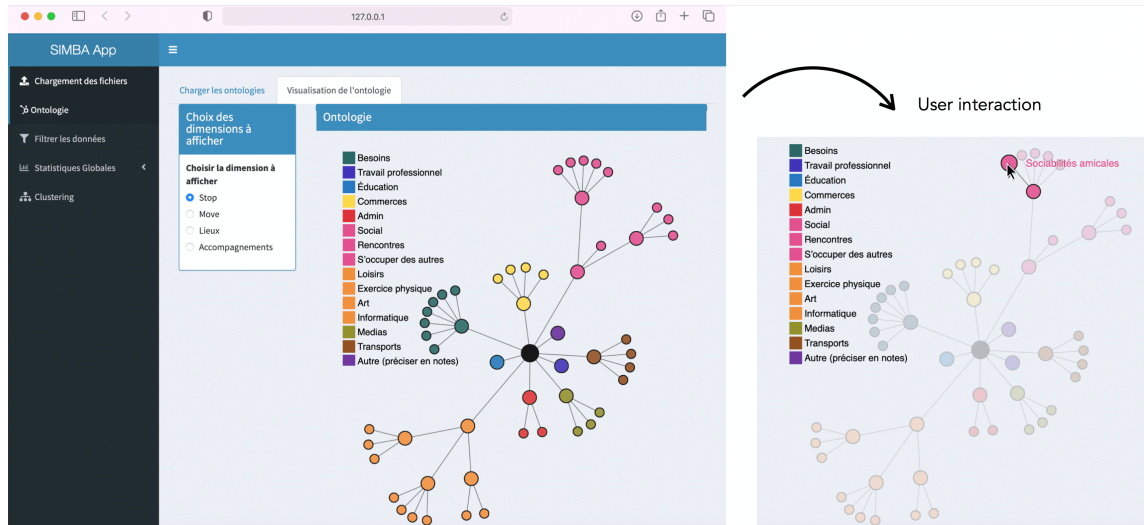 127.0.0.1
SIMBA App
Chargement des fichiers
Ontologie
Filtrer les données
Statistiques Globales
Clustering
Charger les ontologies
Visualisation de l'ontologie
Choix des
dimensions à
afficher
Choisir la dimension à
afficher
Stop
Move
Lieux
Accompagnements
Ontologie
Besoins
Travail professionnel
Éducation
Commerces
Admin
Social
Rencontres
S'occuper des autres
Loisirs
Exercice physique
Art
Informatique
Medias
Transports
Autre (préciser en notes)
User interaction
Besoins
Travail professionnel
Éducation
Commerces
Admin
Social
Rencontres
S'occuper des autres
Loisirs
Exercice physique
Art
Informatique
Medias
Transports
Autre (préciser en notes)
Sociabilités amicales